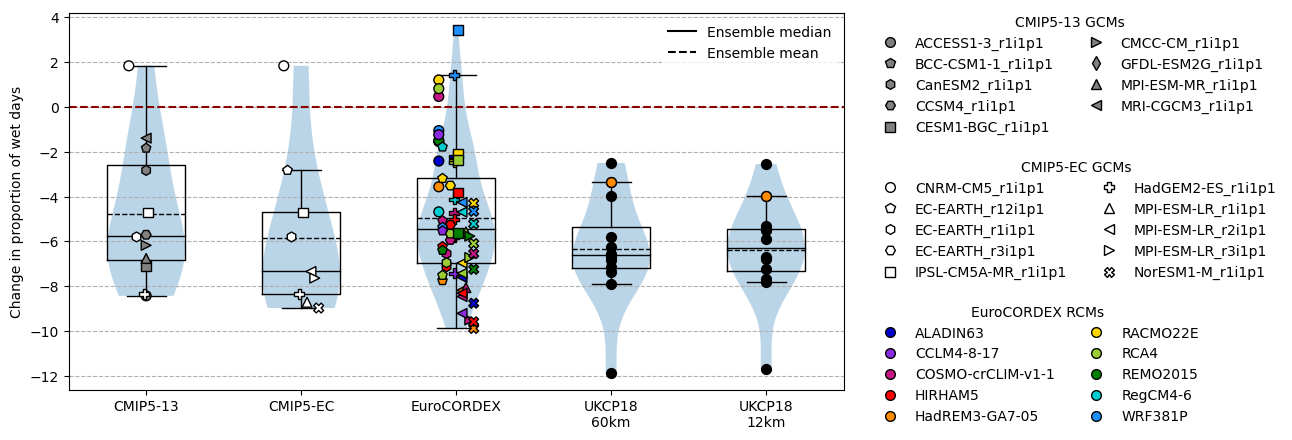 Change in proportion of wet days
4
2
0
−2
−4
−6
−8
−10
−12
Ensemble median
Ensemble mean
CMIP5-13
CMIP5-EC
EuroCORDEX
UKCP18
60km
UKCP18
12km
CMIP5-13 GCMs
ACCESS1-3_r1i1p1
BCC-CSM1-1_r1i1p1
CanESM2_r1i1p1
CCSM4_r1i1p1
CESM1-BGC_r1i1p1
CMCC-CM_r1i1p1
GFDL-ESM2G_r1i1p1
MPI-ESM-MR_r1i1p1
MRI-CGCM3_r1i1p1
CMIP5-EC GCMs
CNRM-CM5_r1i1p1
EC-EARTH_r12i1p1
EC-EARTH_r1i1p1
EC-EARTH_r3i1p1
IPSL-CM5A-MR_r1i1p1
HadGEM2-ES_r1i1p1
MPI-ESM-LR_r1i1p1
MPI-ESM-LR_r2i1p1
MPI-ESM-LR_r3i1p1
NorESM1-M_r1i1p1
EuroCORDEX RCMs
ALADIN63
CCLM4-8-17
COSMO-crCLIM-v1-1
HIRHAM5
HadREM3-GA7-05
RACMO22E
RCA4
REMO2015
RegCM4-6
WRF381P